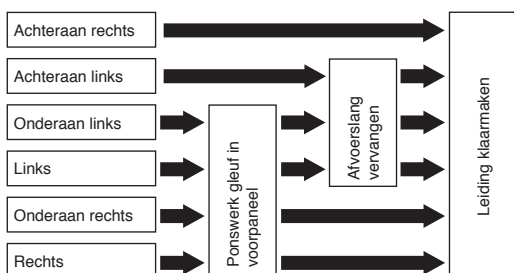 Achteraan rechts
Achteraan links
Onderaan links
Links
Onderaan rechts
Rechts
Ponswerk gleuf in
voorpaneel
Afvoerslang
vervangen
Leiding klaarmaken